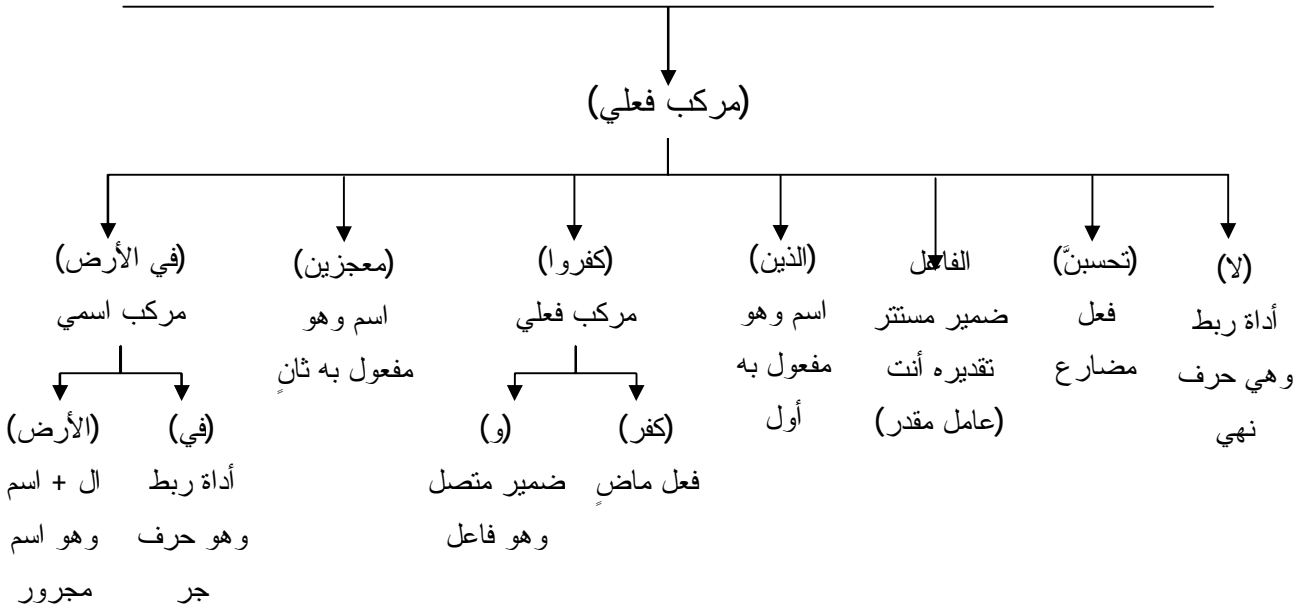 (مركب فعلي)
(لا)
أداة ربط
وهي حرف
نهي
(تحسبنَّ)
فعل
مضارع
الفاعل
ضمير مستتر
تقديره أنت
(عامل مقدر)
(الذين)
اسم وهو
مفعول به
أول
(كفروا)
مركب فعلي
(كفر)
فعل ماضٍ
(و)
ضمير متصل
وهو فاعل
(معجزين)
اسم وهو
مفعول به ثانٍ
(في الأرض)
مركب اسمي
(في)
أداة ربط
وهو حرف
جر
(الأرض)
ال + اسم
وهو اسم
مجرور